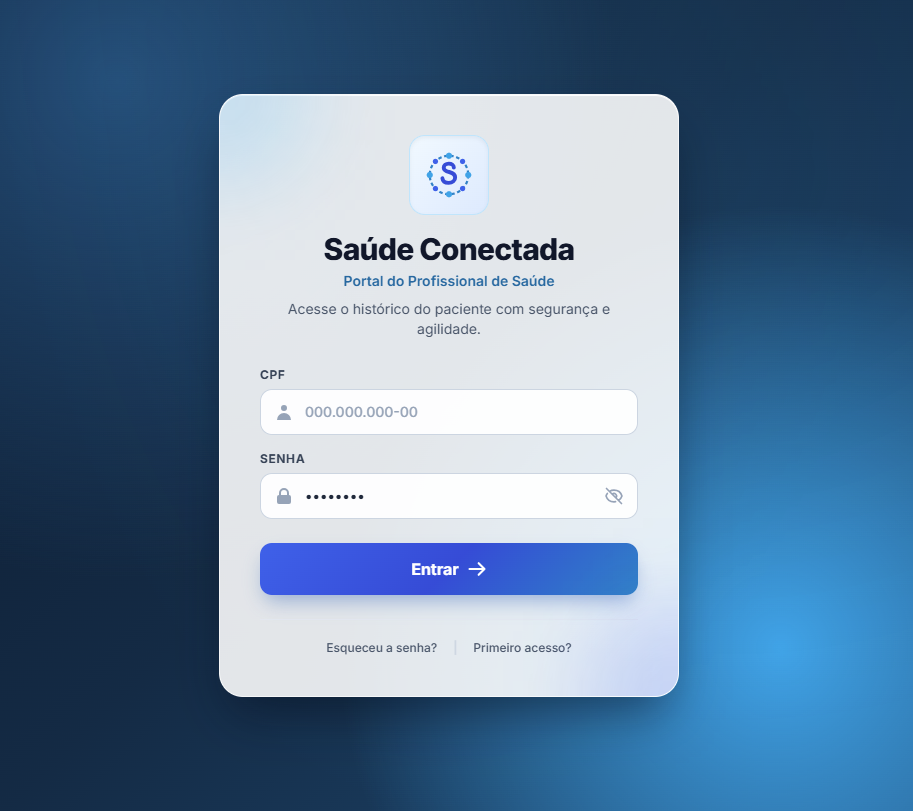 S
Saúde Conectada
Portal do Profissional de Saúde
Acesse o histórico do paciente com segurança e
agilidade.
CPF
000.000.000-00
SENHA
••••••••
Entrar →
Esqueceu a senha? | Primeiro acesso?